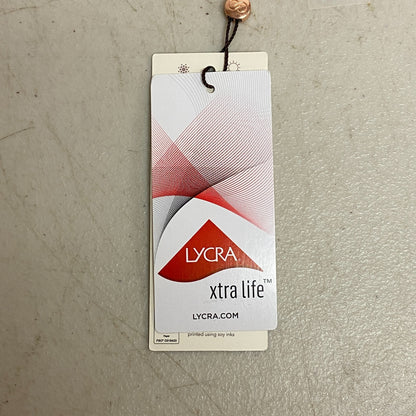 LYCRA
xtra life™
LYCRA.COM
printed using soy inks